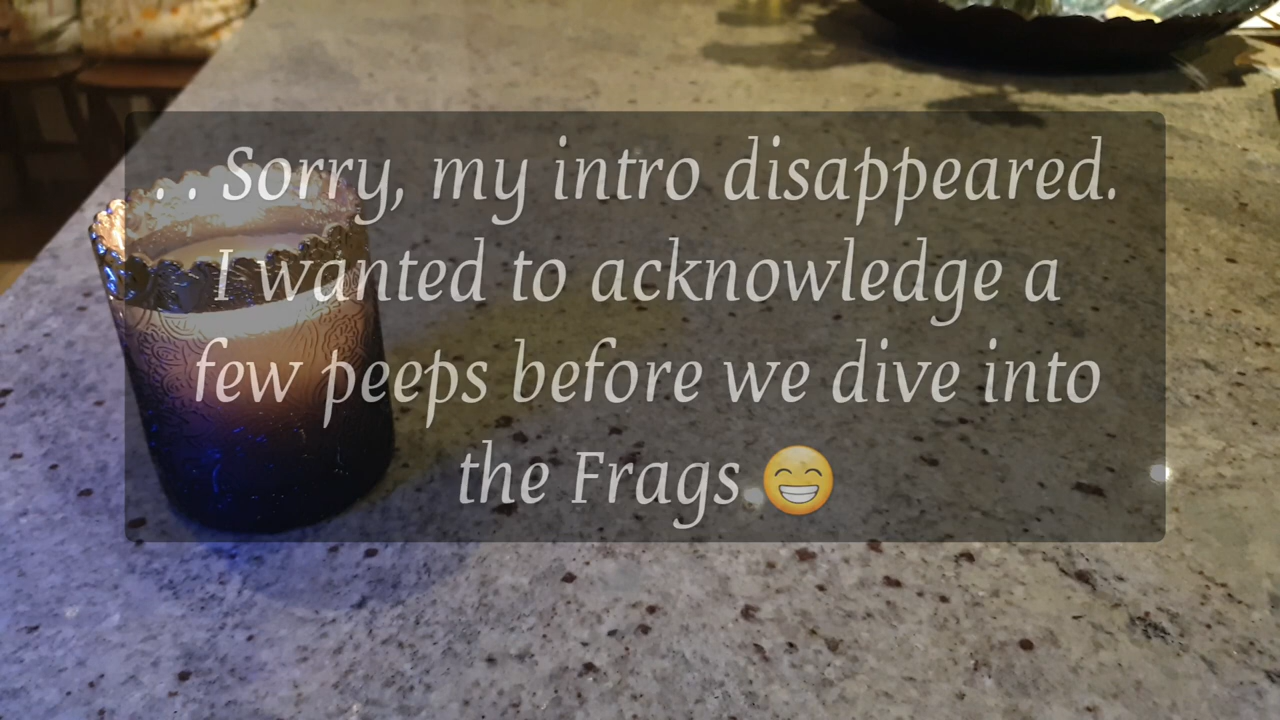 . . Sorry, my intro disappeared.
I wanted to acknowledge a
few peeps before we dive into
the Frags 😁